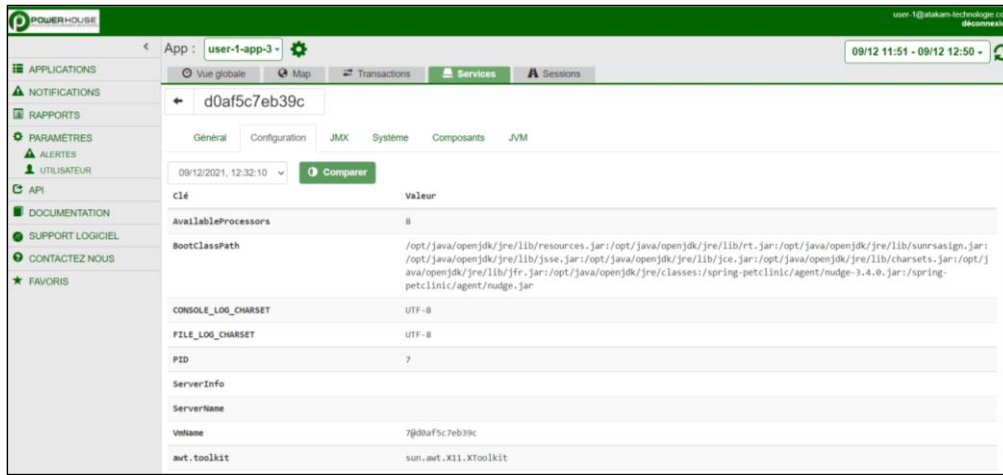 POWERHOUSE
user-1@atakam-technologie.co
déconnexio
App : user-1-app-3
09/12 11:51 - 09/12 12:50
APPLICATIONS
NOTIFICATIONS
RAPPORTS
PARAMÈTRES
ALERTES
UTILISATEUR
API
DOCUMENTATION
SUPPORT LOGICIEL
CONTACTEZ NOUS
FAVORIS
Vue globale Map Transactions Services Sessions
d0af5c7eb39c
Général Configuration JMX Système Composants JVM
09/12/2021, 12:32:10 Comparer
Clé Valeur
AvailableProcessors 8
BootClassPath /opt/java/openjdk/jre/lib/resources.jar:/opt/java/openjdk/jre/lib/rt.jar:/opt/java/openjdk/jre/lib/sunrsasign.jar:
/opt/java/openjdk/jre/lib/jsse.jar:/opt/java/openjdk/jre/lib/jce.jar:/opt/java/openjdk/jre/lib/charsets.jar:/opt/j
ava/openjdk/jre/lib/jfr.jar:/opt/java/openjdk/jre/classes:/spring-petclinic/agent/nudge-3.4.0.jar:/spring-
petclinic/agent/nudge.jar
CONSOLE_LOG_CHARSET UTF-8
FILE_LOG_CHARSET UTF-8
PID 7
ServerInfo
ServerName
VmName 7@d0af5c7eb39c
awt.toolkit sun.awt.X11.XToolkit